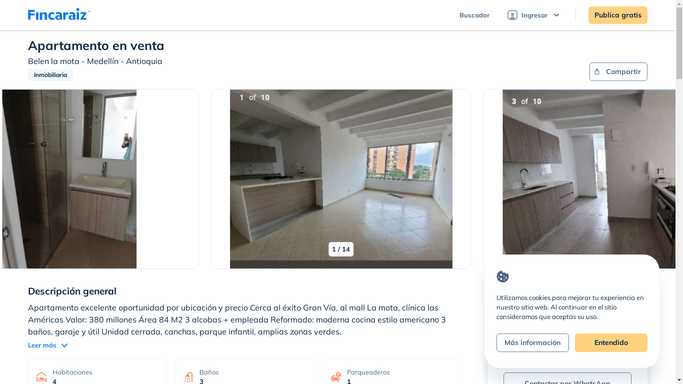 Fincaraiz
Buscador
Ingresar
Publica gratis
Apartamento en venta
Belen la mota - Medellín - Antioquia
Inmobiliaria
Compartir
1 of 10
3 of 10
1 / 14
Descripción general
Apartamento excelente oportunidad por ubicación y precio Cerca al éxito Gran Vía, al mall La mota, clínica las
Américas Valor: 380 millones Área 84 M2 3 alcobas + empleada Reformado: moderna cocina estilo americano 3
baños, garaje y útil Unidad cerrada, canchas, parque infantil, amplias zonas verdes.
Leer más
Habitaciones
4
Baños
3
Parqueaderos
1
Utilizamos cookies para mejorar tu experiencia en
nuestro sitio web. Al continuar en el sitio
consideramos que aceptas su uso.
Más información
Entendido
Contactar por WhatsApp